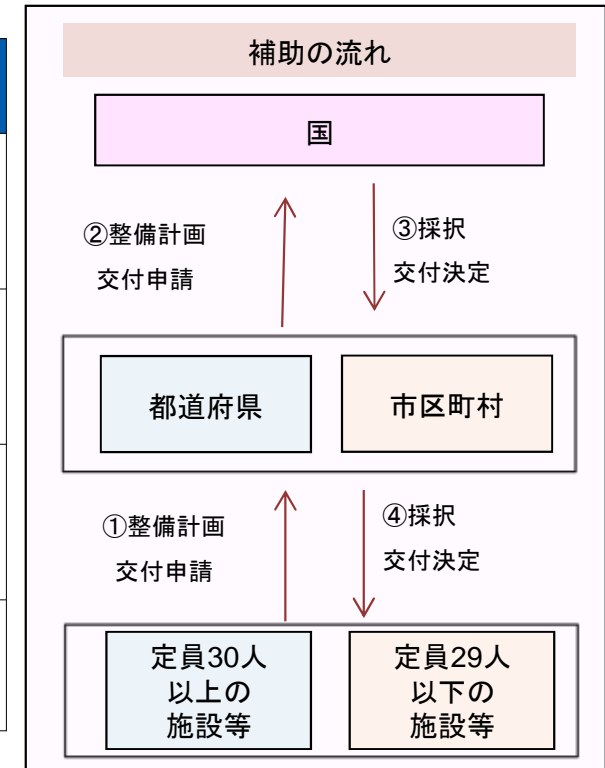 補助の流れ
国
②整備計画
交付申請
③採択
交付決定
都道府県
市区町村
①整備計画
交付申請
④採択
交付決定
定員30人
以上の
施設等
定員29人
以下の
施設等